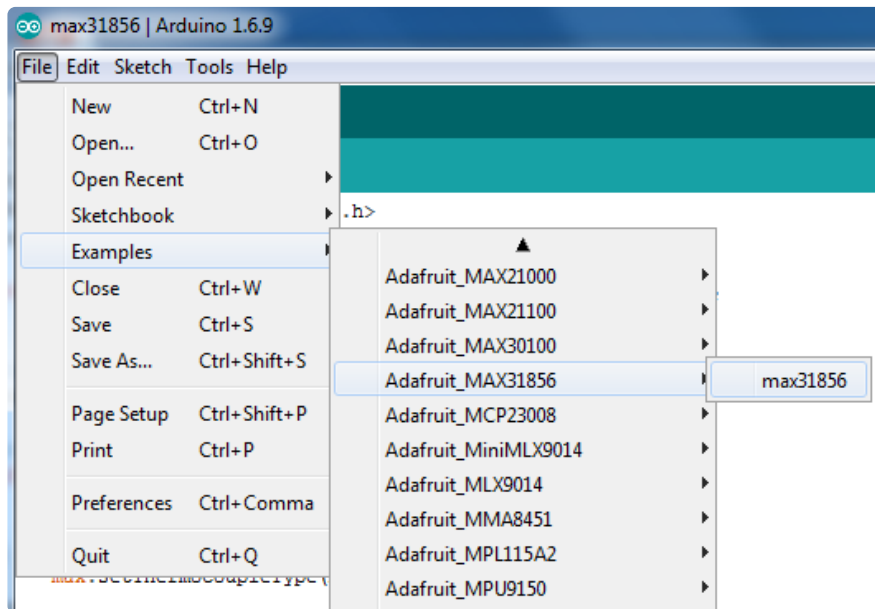 max31856 | Arduino 1.6.9
File Edit Sketch Tools Help
New Ctrl+N
Open... Ctrl+O
Open Recent
Sketchbook
Examples
Close Ctrl+W
Save Ctrl+S
Save As... Ctrl+Shift+S
Page Setup Ctrl+Shift+P
Print Ctrl+P
Preferences Ctrl+Comma
Quit Ctrl+Q
.h>
Adafruit_MAX21000
Adafruit_MAX21100
Adafruit_MAX30100
Adafruit_MAX31856
Adafruit_MCP23008
Adafruit_MiniMLX9014
Adafruit_MLX9014
Adafruit_MMA8451
Adafruit_MPL115A2
Adafruit_MPU9150
max31856
max.setThermocoupleType(